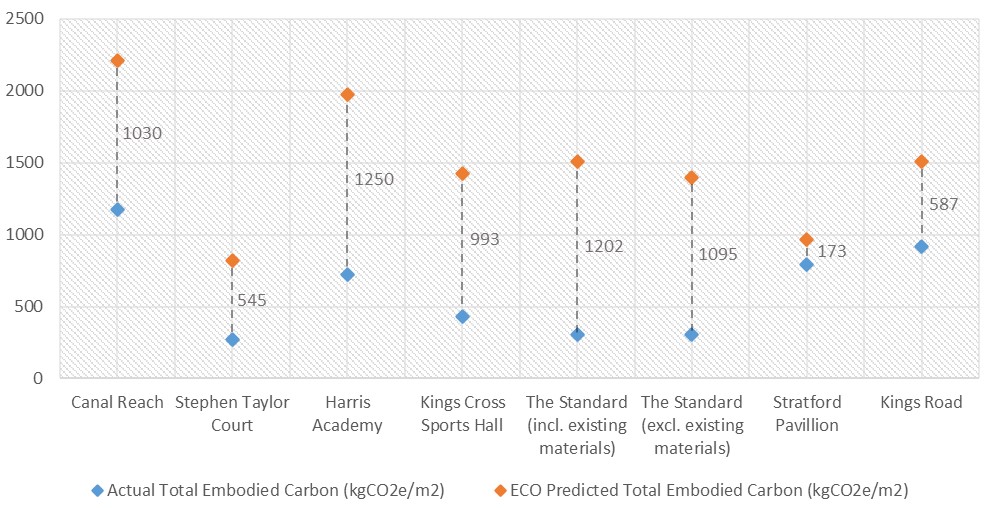 2500
2000
1500
1000
500
0
1030
545
1250
993
1202
1095
173
587
Canal Reach
Stephen Taylor
Court
Harris
Academy
Kings Cross
Sports Hall
The Standard
(incl. existing
materials)
The Standard
(excl. existing
materials)
Stratford
Pavillion
Kings Road
Actual Total Embodied Carbon (kgCO2e/m2)
ECO Predicted Total Embodied Carbon (kgCO2e/m2)